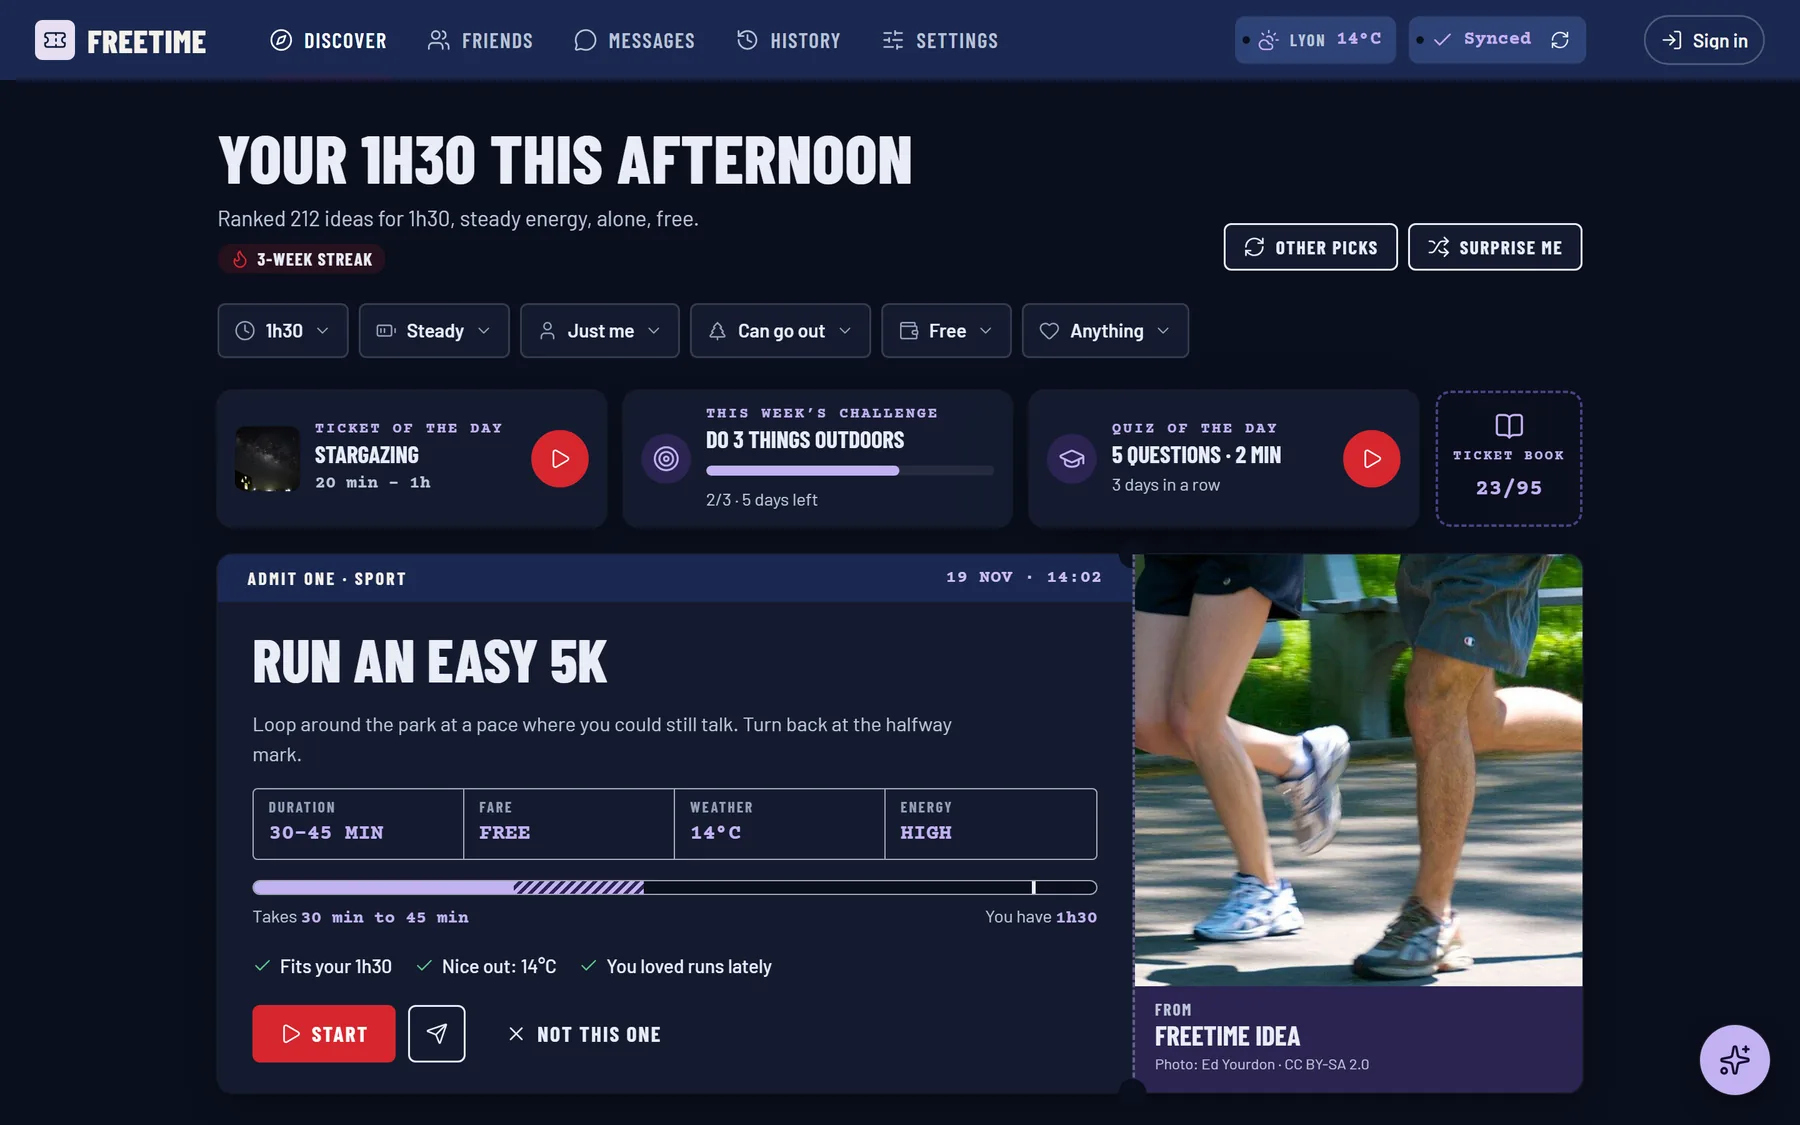 FREETIME
DISCOVER
FRIENDS
MESSAGES
HISTORY
SETTINGS
LYON 14°C
Synced
Sign in
YOUR 1H30 THIS AFTERNOON
Ranked 212 ideas for 1h30, steady energy, alone, free.
3-WEEK STREAK
OTHER PICKS
SURPRISE ME
1h30
Steady
Just me
Can go out
Free
Anything
TICKET OF THE DAY
STARGAZING
20 min – 1h
THIS WEEK'S CHALLENGE
DO 3 THINGS OUTDOORS
2/3 · 5 days left
QUIZ OF THE DAY
5 QUESTIONS · 2 MIN
3 days in a row
TICKET BOOK
23/95
ADMIT ONE · SPORT
19 NOV · 14:02
RUN AN EASY 5K
Loop around the park at a pace where you could still talk. Turn back at the halfway
mark.
DURATION
30–45 MIN
FARE
FREE
WEATHER
14°C
ENERGY
HIGH
Takes 30 min to 45 min
You have 1h30
Fits your 1h30
Nice out: 14°C
You loved runs lately
START
NOT THIS ONE
FROM
FREETIME IDEA
Photo: Ed Yourdon · CC BY-SA 2.0